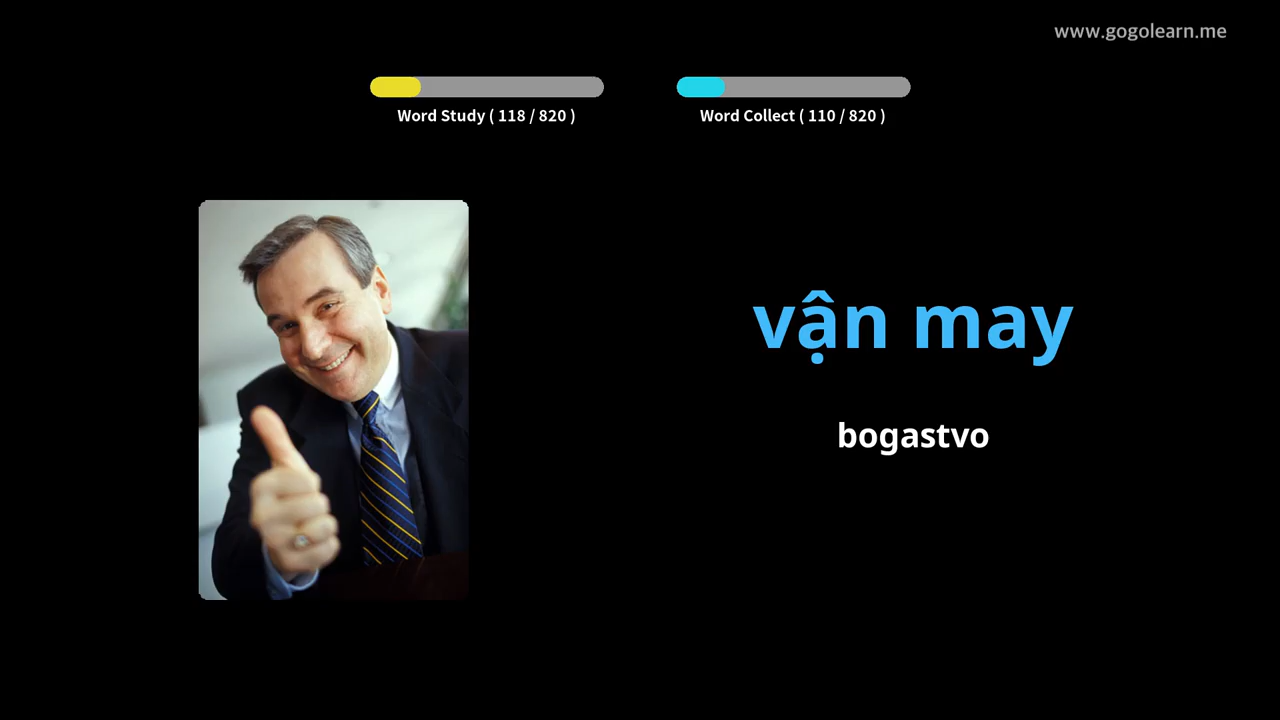 www.gogolearn.me
Word Study ( 118 / 820 )
Word Collect ( 110 / 820 )
vận may
bogastvo